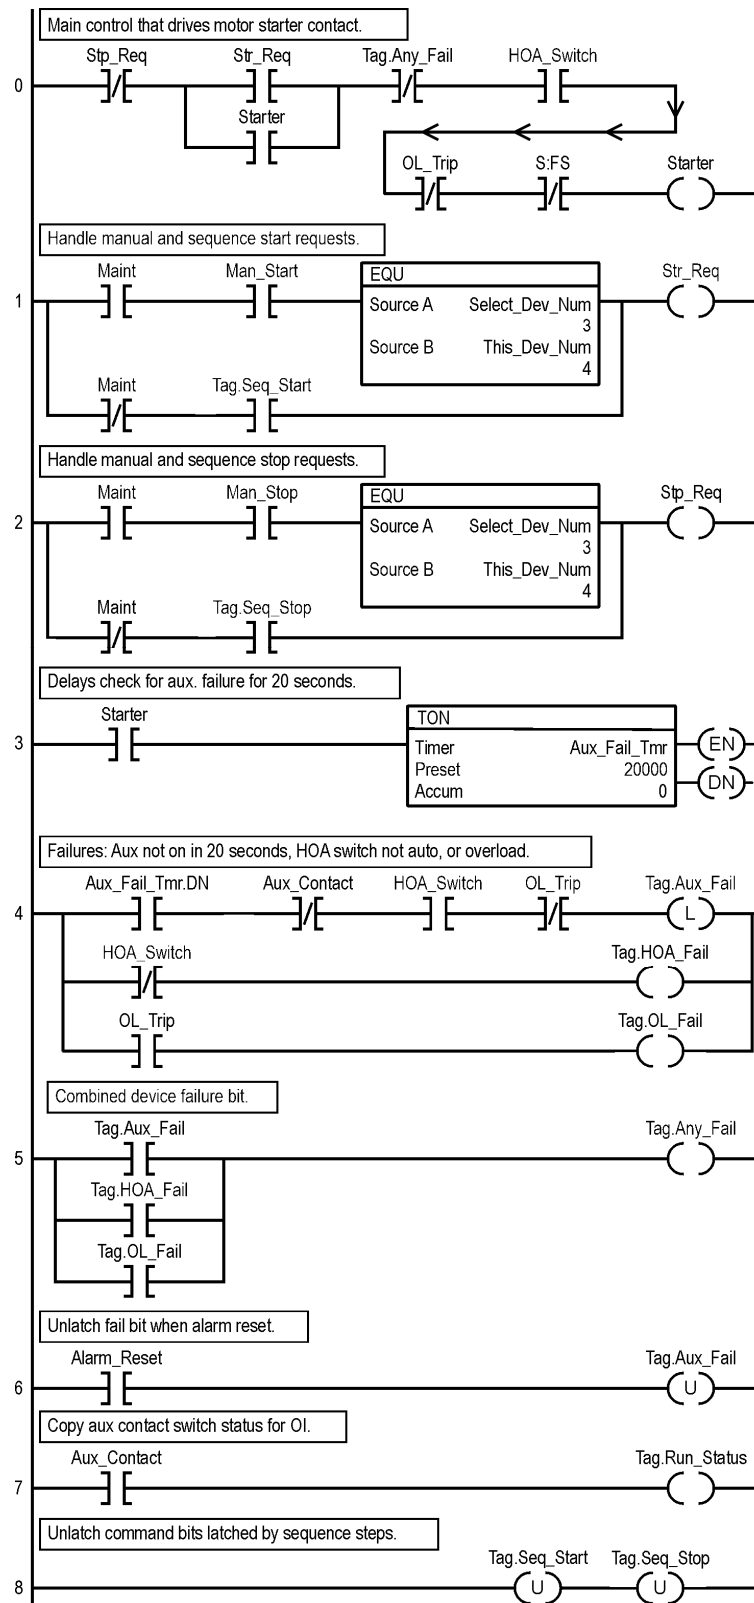 Main control that drives motor starter contact.
Stp_Req Str_Req Tag.Any_Fail HOA_Switch
0
Starter
OL_Trip S:FS Starter
Handle manual and sequence start requests.
Maint Man_Start EQU Str_Req
1 Source A Select_Dev_Num
3
Source B This_Dev_Num
4
Maint Tag.Seq_Start
Handle manual and sequence stop requests.
Maint Man_Stop EQU Stp_Req
2 Source A Select_Dev_Num
3
Source B This_Dev_Num
4
Maint Tag.Seq_Stop
Delays check for aux. failure for 20 seconds.
Starter TON
3 Timer Aux_Fail_Tmr EN
Preset 20000
Accum 0 DN
Failures: Aux not on in 20 seconds, HOA switch not auto, or overload.
Aux_Fail_Tmr.DN Aux_Contact HOA_Switch OL_Trip Tag.Aux_Fail
4 L
HOA_Switch Tag.HOA_Fail
OL_Trip Tag.OL_Fail
Combined device failure bit.
Tag.Aux_Fail Tag.Any_Fail
5
Tag.HOA_Fail
Tag.OL_Fail
Unlatch fail bit when alarm reset.
Alarm_Reset Tag.Aux_Fail
6 U
Copy aux contact switch status for OI.
Aux_Contact Tag.Run_Status
7
Unlatch command bits latched by sequence steps.
Tag.Seq_Start Tag.Seq_Stop
8 U U